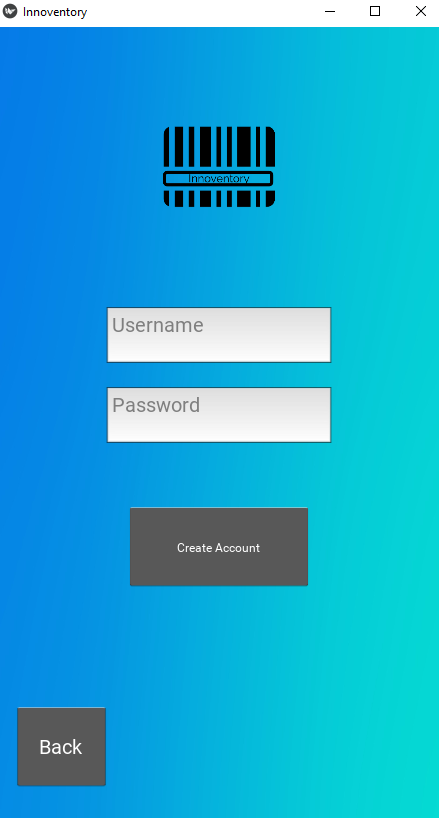 Innoventory
Innoventory
Username
Password
Create Account
Back